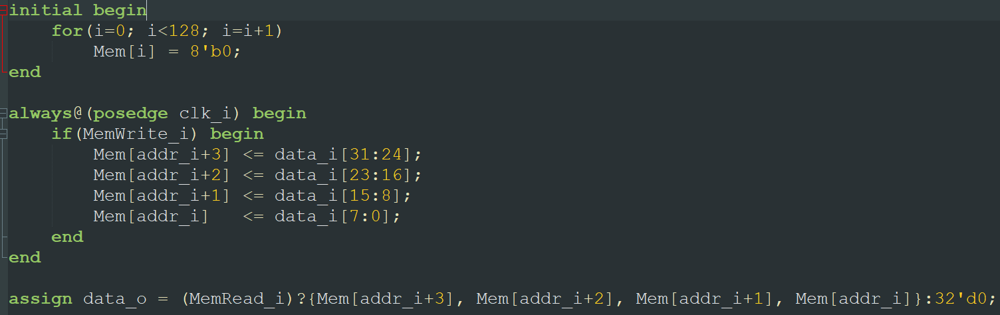 initial begin
    for(i=0; i<128; i=i+1)
        Mem[i] = 8'b0;
end
always@(posedge clk_i) begin
    if(MemWrite_i) begin
        Mem[addr_i+3] <= data_i[31:24];
        Mem[addr_i+2] <= data_i[23:16];
        Mem[addr_i+1] <= data_i[15:8];
        Mem[addr_i]   <= data_i[7:0];
    end
end
assign data_o = (MemRead_i)?{Mem[addr_i+3], Mem[addr_i+2], Mem[addr_i+1], Mem[addr_i]}:32'd0;